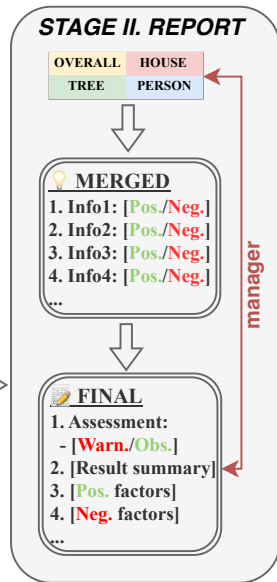 STAGE II. REPORT
OVERALL HOUSE
TREE PERSON
MERGED
1. Info1: [Pos./Neg.]
2. Info2: [Pos./Neg.]
3. Info3: [Pos./Neg.]
4. Info4: [Pos./Neg.]
...
manager
FINAL
1. Assessment:
- [Warn./Obs.]
2. [Result summary]
3. [Pos. factors]
4. [Neg. factors]
...